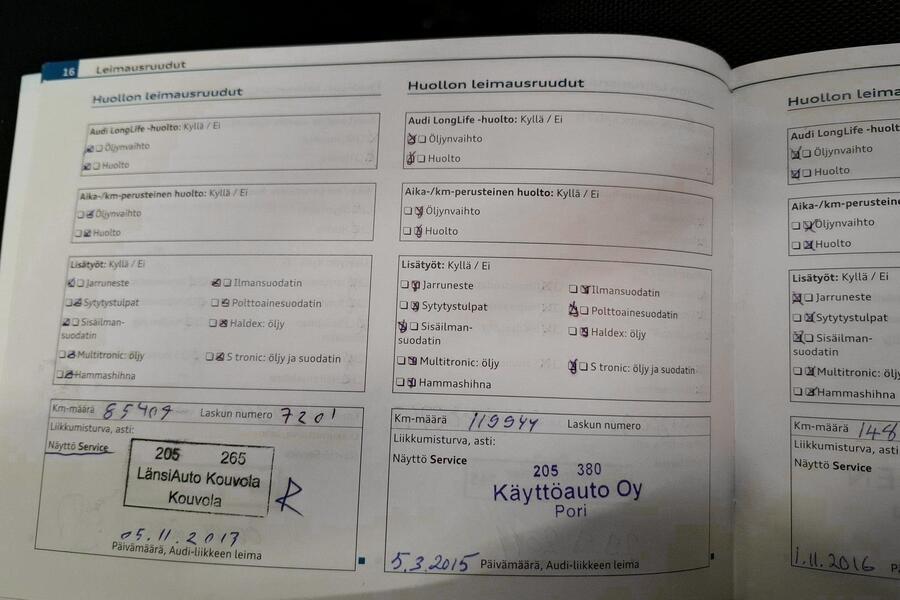 16 Leimausruudut
Huollon leimausruudut
Audi LongLife -huolto: Kyllä / Ei
Öljynvaihto
Huolto
Aika-/km-perusteinen huolto: Kyllä / Ei
Öljynvaihto
Huolto
Lisätyöt: Kyllä / Ei
Jarruneste
Ilmansuodatin
Sytytystulpat
Polttoainesuodatin
Sisäilman-
suodatin
Haldex: öljy
Multitronic: öljy
S tronic: öljy ja suodatin
Hammashihna
Km-määrä 85409 Laskun numero 7201
Liikkumisturva, asti:
Näyttö Service
205 265
LänsiAuto Kouvola
Kouvola
05.11.2013
Päivämäärä, Audi-liikkeen leima
Huollon leimausruudut
Audi LongLife -huolto: Kyllä / Ei
Öljynvaihto
Huolto
Aika-/km-perusteinen huolto: Kyllä / Ei
Öljynvaihto
Huolto
Lisätyöt: Kyllä / Ei
Jarruneste
Ilmansuodatin
Sytytystulpat
Polttoainesuodatin
Sisäilman-
suodatin
Haldex: öljy
Multitronic: öljy
S tronic: öljy ja suodatin
Hammashihna
Km-määrä 119944 Laskun numero
Liikkumisturva, asti:
Näyttö Service
205 380
Käyttöauto Oy
Pori
5.3.2015 Päivämäärä, Audi-liikkeen leima
Huollon leima
Audi LongLife -huolt
Öljynvaihto
Huolto
Aika-/km-perusteine
Öljynvaihto
Huolto
Lisätyöt: Kyllä / Ei
Jarruneste
Sytytystulpat
Sisäilman-
suodatin
Multitronic: öljy
Hammashihna
Km-määrä 148
Liikkumisturva, as
Näyttö Service
1.11.2016 P